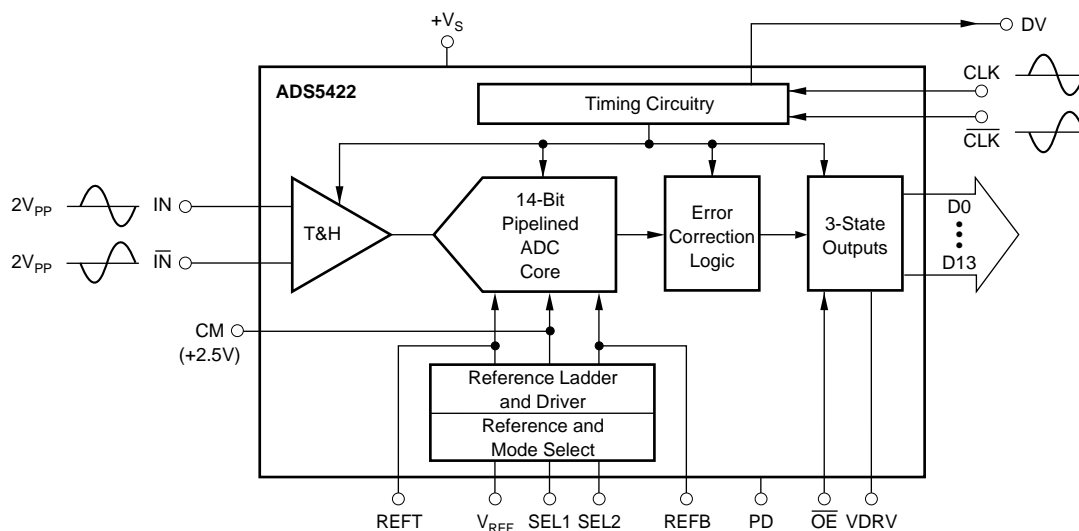 +VS
DV
ADS5422
CLK
Timing Circuitry
CLK
2VPP
IN
T&H
14-Bit
Pipelined
ADC
Core
Error
Correction
Logic
3-State
Outputs
D0
D13
2VPP
IN
CM
(+2.5V)
Reference Ladder
and Driver
Reference and
Mode Select
REFT
VREF
SEL1
SEL2
REFB
PD
OE
VDRV